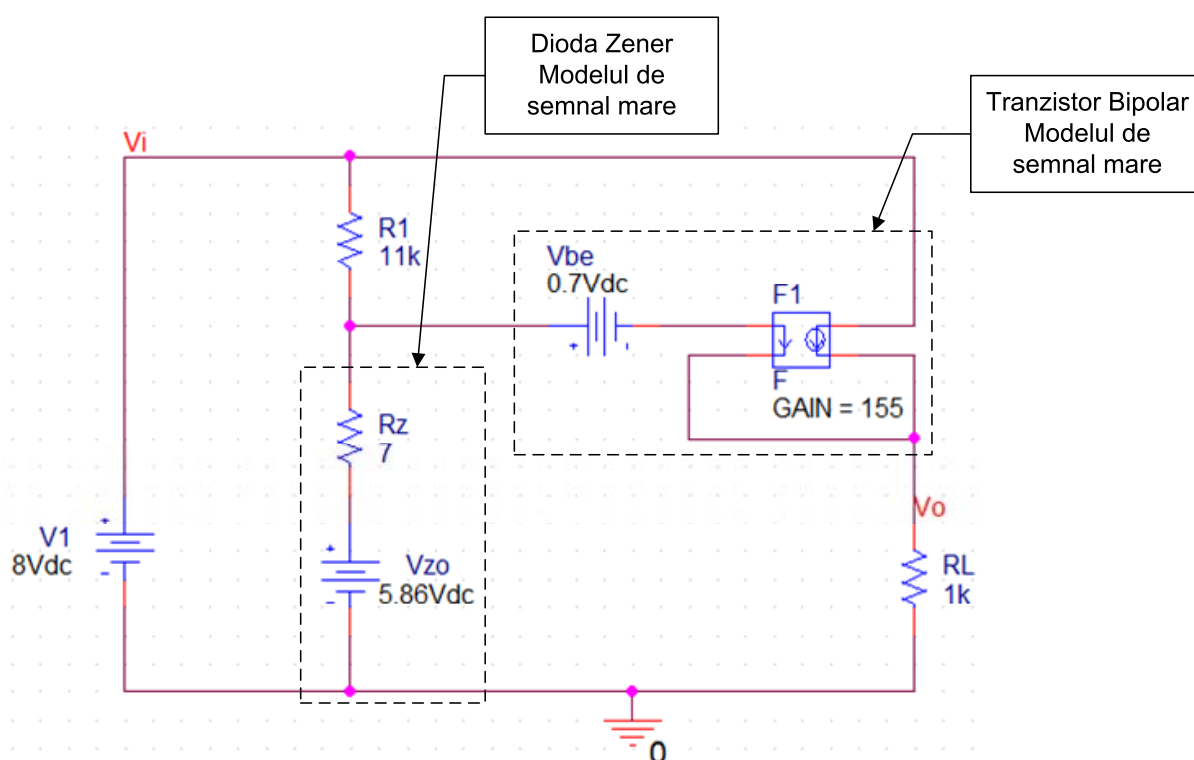 Dioda Zener
Modelul de
semnal mare
Tranzistor Bipolar
Modelul de
semnal mare
Vi
R1
11k
Vbe
0.7Vdc
+
-
F1
F
GAIN = 155
Rz
7
Vo
+
V1
8Vdc
-
+
Vzo
5.86Vdc
-
RL
1k
0